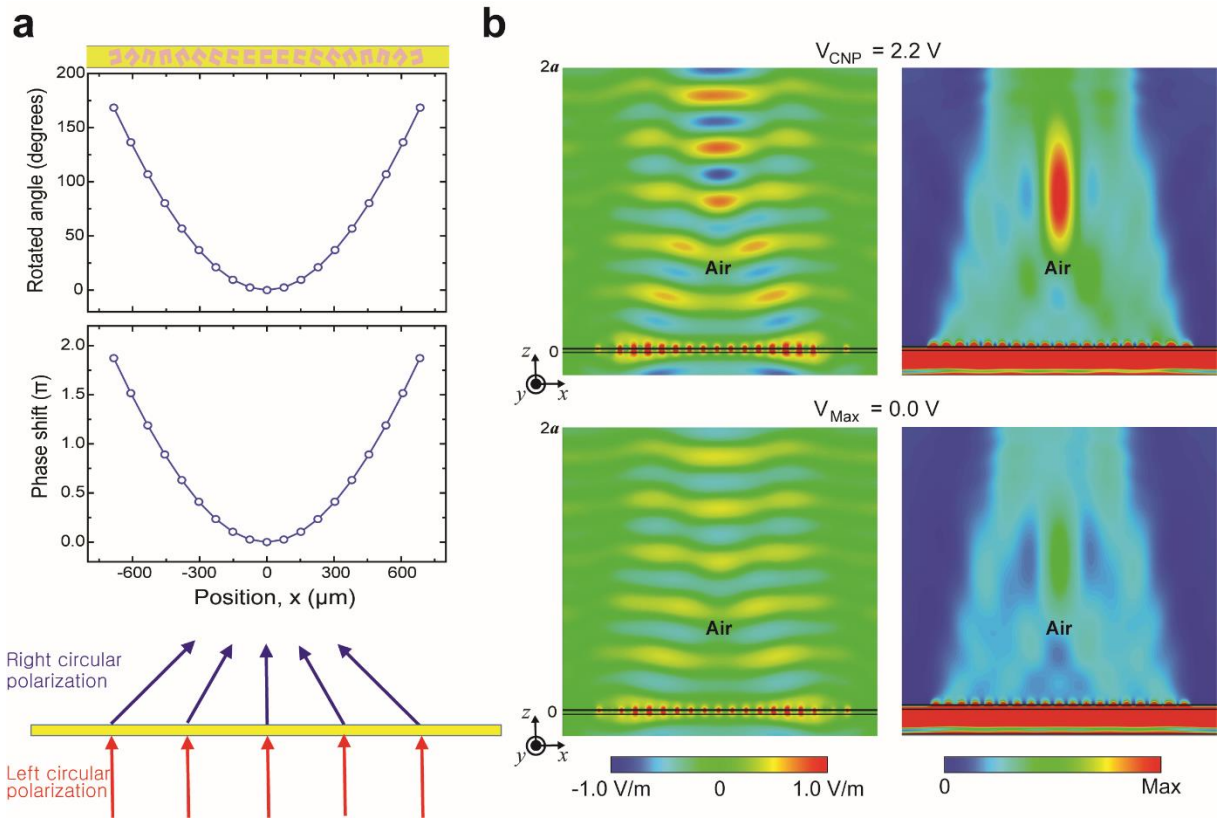 a
200
150
100
50
0
Rotated angle (degrees)
2.0
1.5
1.0
0.5
0.0
Phase shift (π)
-600 -300 0 300 600
Position, x (μm)
Right circular
polarization
Left circular
polarization
b
V_CNP = 2.2 V
2a
Air
Air
z 0
y x
V_Max = 0.0 V
2a
Air
Air
z 0
y x
-1.0 V/m 0 1.0 V/m
0 Max